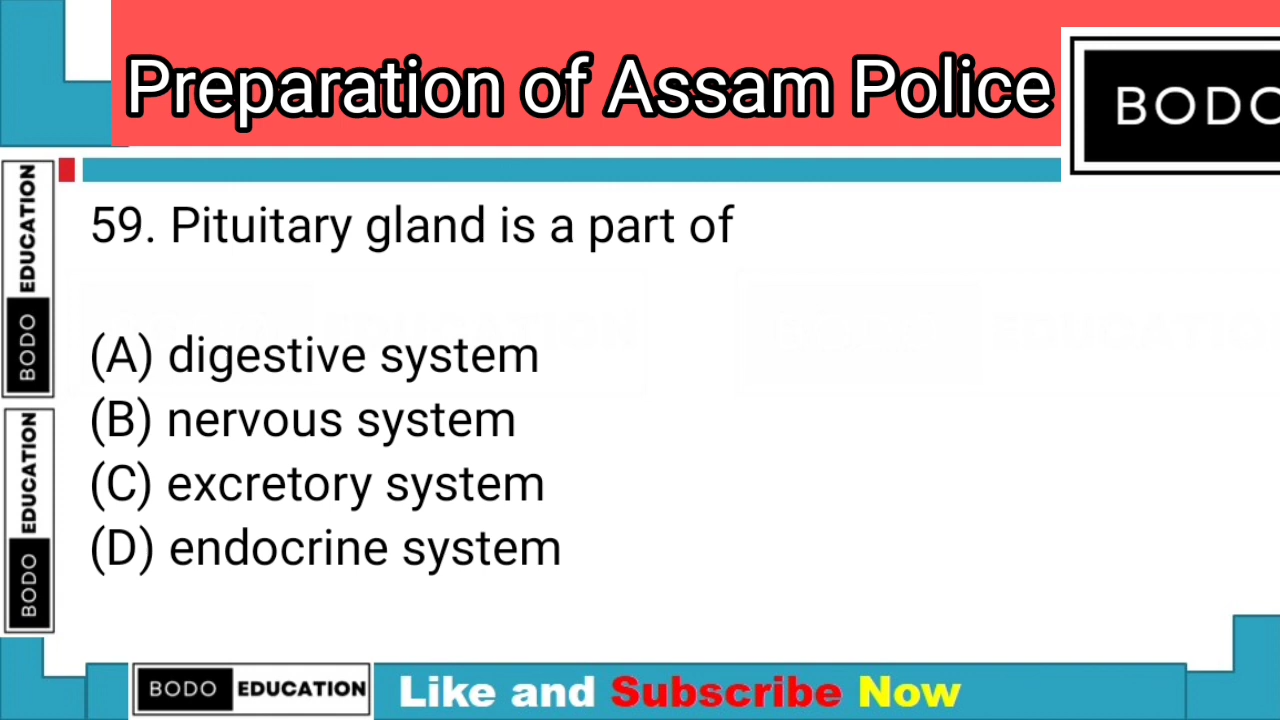 Preparation of Assam Police
BODO
EDUCATION
BODO
EDUCATION
BODO
59. Pituitary gland is a part of
(A) digestive system
(B) nervous system
(C) excretory system
(D) endocrine system
BODO EDUCATION
Like and Subscribe Now